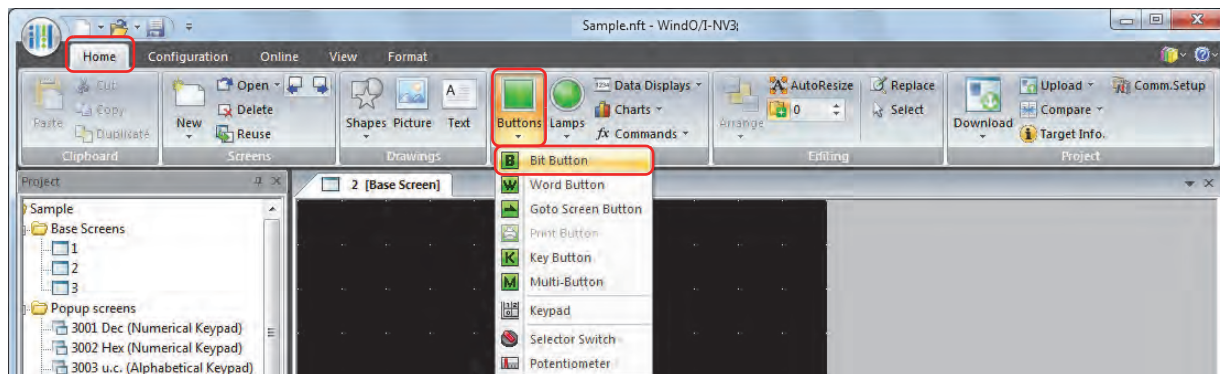 Sample.nft - WindO/I-NV3;
Home Configuration Online View Format
Paste Cut Copy Duplicate
Clipboard
New Open Delete Reuse
Screens
Shapes Picture Text
Drawings
Buttons Lamps Data Displays Charts fx Commands
Arrange AutoResize 0 Replace Select
Editing
Download Upload Compare Target Info. Comm.Setup
Project
B Bit Button
W Word Button
Goto Screen Button
Print Button
K Key Button
M Multi-Button
Keypad
Selector Switch
Potentiometer
Project
2 [Base Screen]
Sample
Base Screens
1
2
3
Popup screens
3001 Dec (Numerical Keypad)
3002 Hex (Numerical Keypad)
3003 u.c. (Alphabetical Keypad)